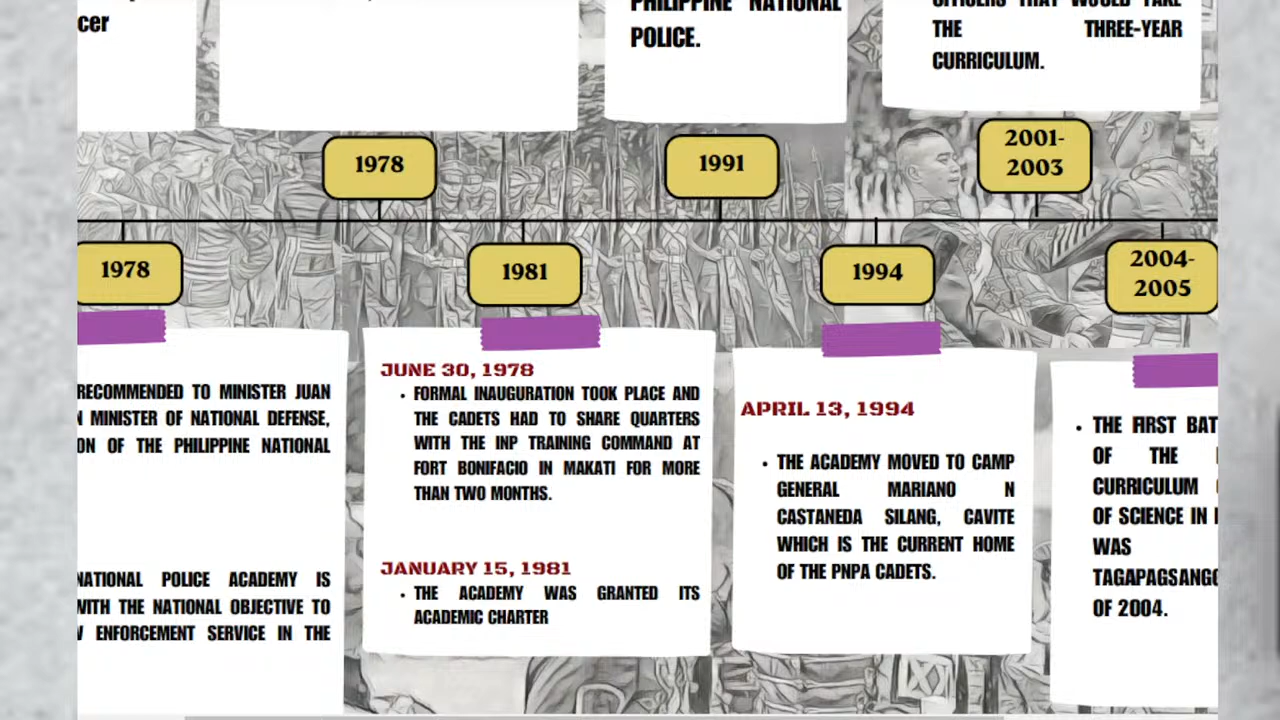 cer
PHILIPPINE NATIONAL
POLICE.
OFFICERS THAT WOULD TAKE
THE THREE-YEAR
CURRICULUM.
1978
1991
2001-
2003
1978
1981
1994
2004-
2005
RECOMMENDED TO MINISTER JUAN
MINISTER OF NATIONAL DEFENSE,
OF THE PHILIPPINE NATIONAL
NATIONAL POLICE ACADEMY IS
WITH THE NATIONAL OBJECTIVE TO
ENFORCEMENT SERVICE IN THE
JUNE 30, 1978
• FORMAL INAUGURATION TOOK PLACE AND
THE CADETS HAD TO SHARE QUARTERS
WITH THE INP TRAINING COMMAND AT
FORT BONIFACIO IN MAKATI FOR MORE
THAN TWO MONTHS.
JANUARY 15, 1981
• THE ACADEMY WAS GRANTED ITS
ACADEMIC CHARTER
APRIL 13, 1994
• THE ACADEMY MOVED TO CAMP
GENERAL MARIANO N
CASTANEDA SILANG, CAVITE
WHICH IS THE CURRENT HOME
OF THE PNPA CADETS.
• THE FIRST BAT
OF THE
CURRICULUM
OF SCIENCE IN
WAS
TAGAPAGSANG
OF 2004.